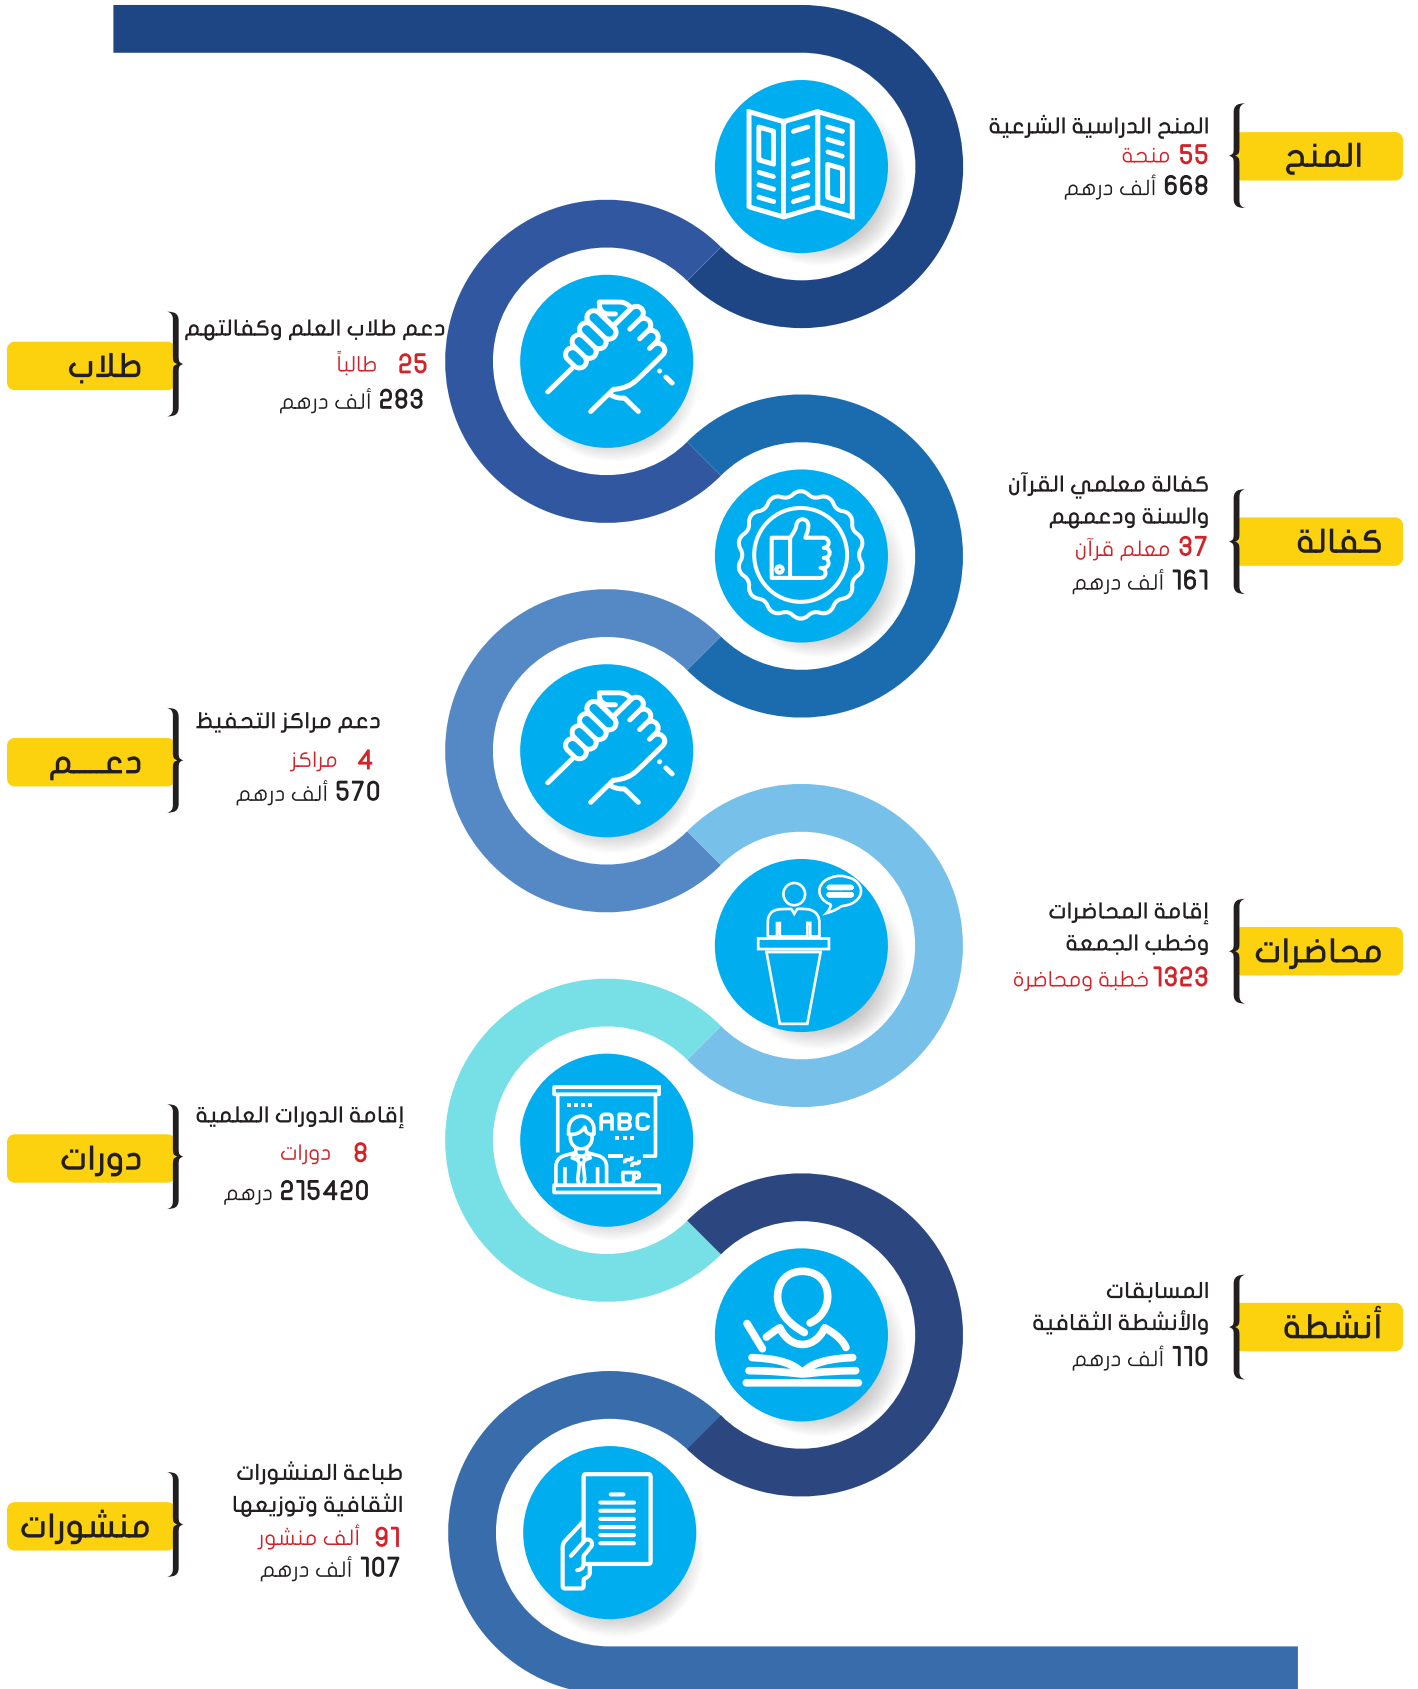 المنح
المنح الدراسية الشرعية
55 منحة
668 ألف درهم
طلاب
دعم طلاب العلم وكفالتهم
25 طالباً
283 ألف درهم
كفالة
كفالة معلمي القرآن
والسنة ودعمهم
37 معلم قرآن
161 ألف درهم
دعـــم
دعم مراكز التحفيظ
4 مراكز
570 ألف درهم
محاضرات
إقامة المحاضرات
وخطب الجمعة
1323 خطبة ومحاضرة
دورات
إقامة الدورات العلمية
8 دورات
215420 درهم
ABC
أنشطة
المسابقات
والأنشطة الثقافية
110 ألف درهم
منشورات
طباعة المنشورات
الثقافية وتوزيعها
91 ألف منشور
107 ألف درهم